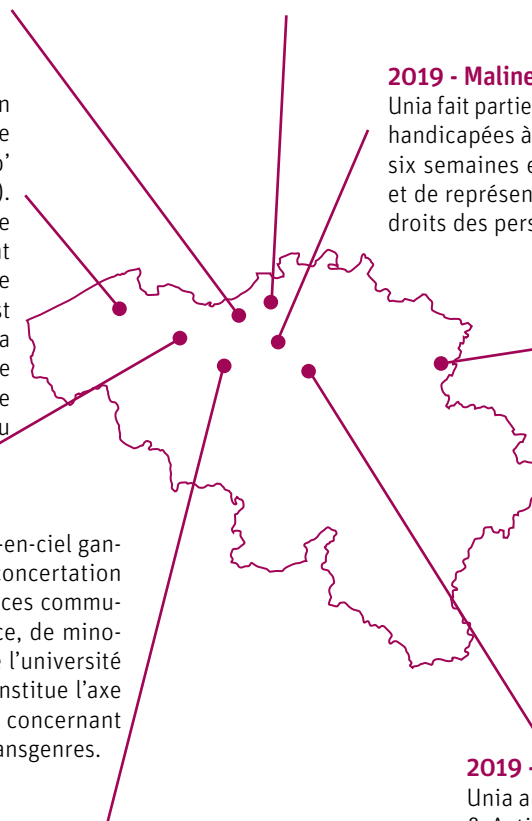 2019 - Maline
Unia fait partie
handicapées à
six semaines e
et de représen
droits des pers
n
e
o’
).
e
nt
e
st
a
e
e
u
-en-ciel gan-
concertation
ces commu-
ce, de mino-
e l’université
nstitue l’axe
concernant
ansgenres.
2019 -
Unia a